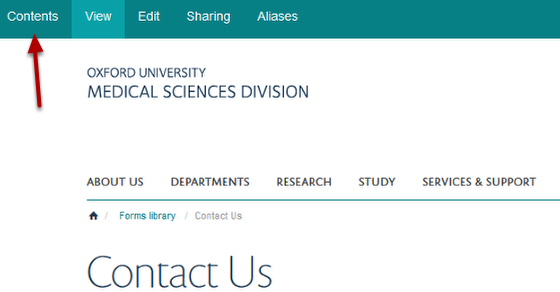 Contents View Edit Sharing Aliases
OXFORD UNIVERSITY
MEDICAL SCIENCES DIVISION
ABOUT US DEPARTMENTS RESEARCH STUDY SERVICES & SUPPORT
/ Forms library / Contact Us
Contact Us